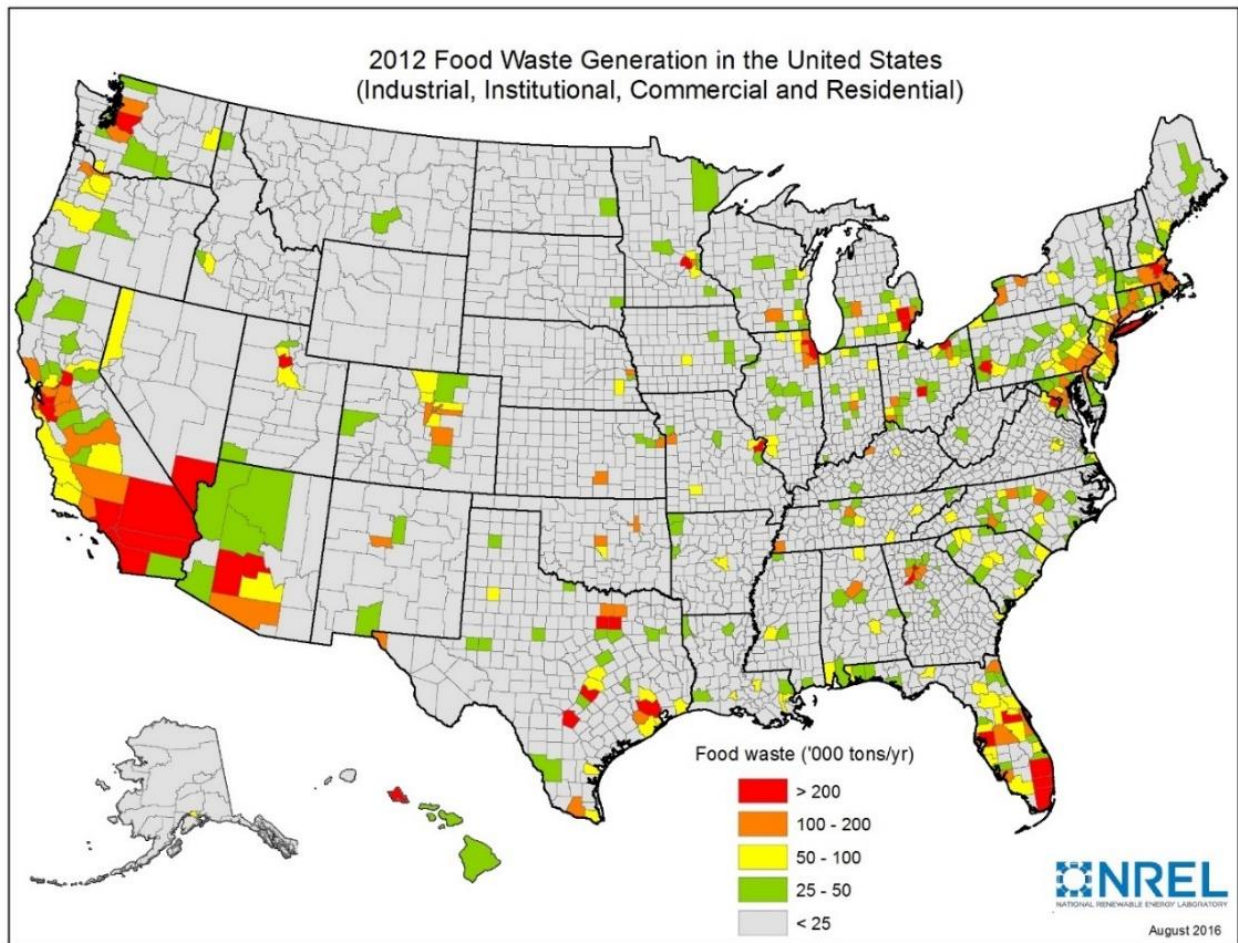 2012 Food Waste Generation in the United States
(Industrial, Institutional, Commercial and Residential)
Food waste ('000 tons/yr)
> 200
100 - 200
50 - 100
25 - 50
< 25
NREL
NATIONAL RENEWABLE ENERGY LABORATORY
August 2016